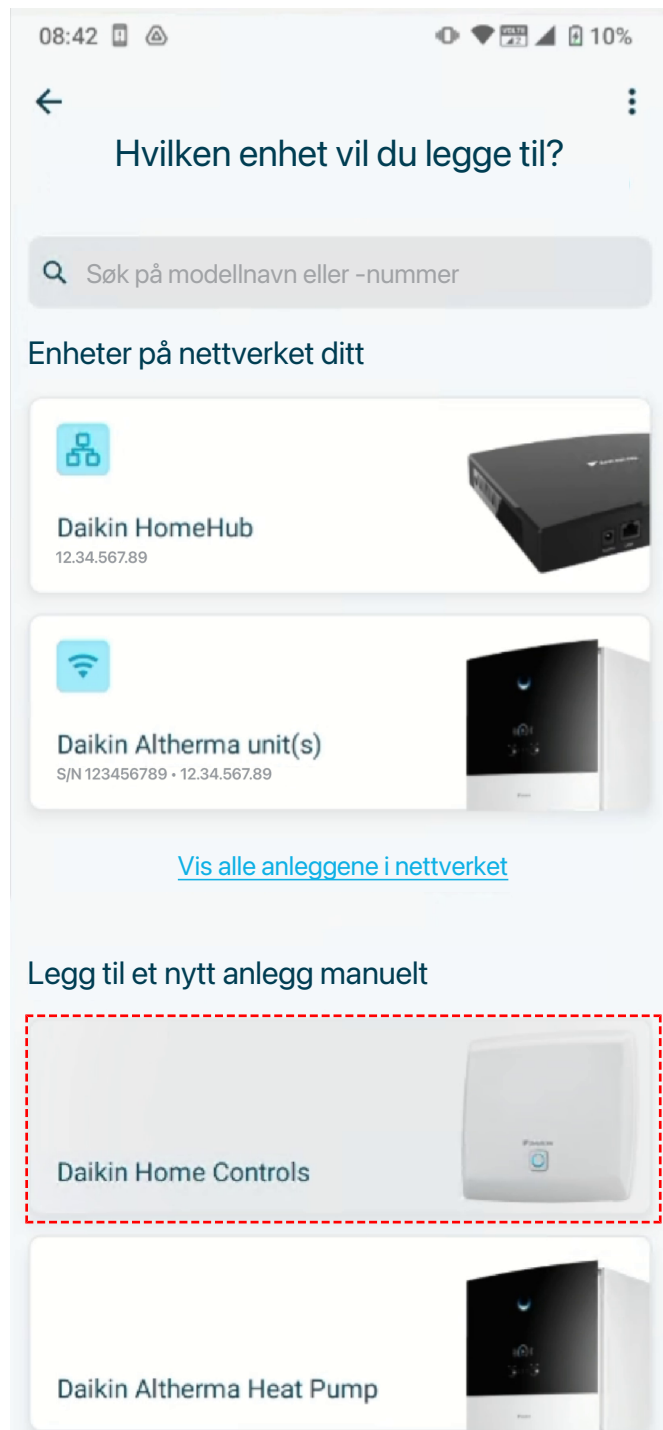 08:42 10%
Hvilken enhet vil du legge til?
Søk på modellnavn eller -nummer
Enheter på nettverket ditt
Daikin HomeHub
12.34.567.89
Daikin Altherma unit(s)
S/N 123456789 • 12.34.567.89
Vis alle anleggene i nettverket
Legg til et nytt anlegg manuelt
DAIKIN
Daikin Home Controls
Daikin Altherma Heat Pump